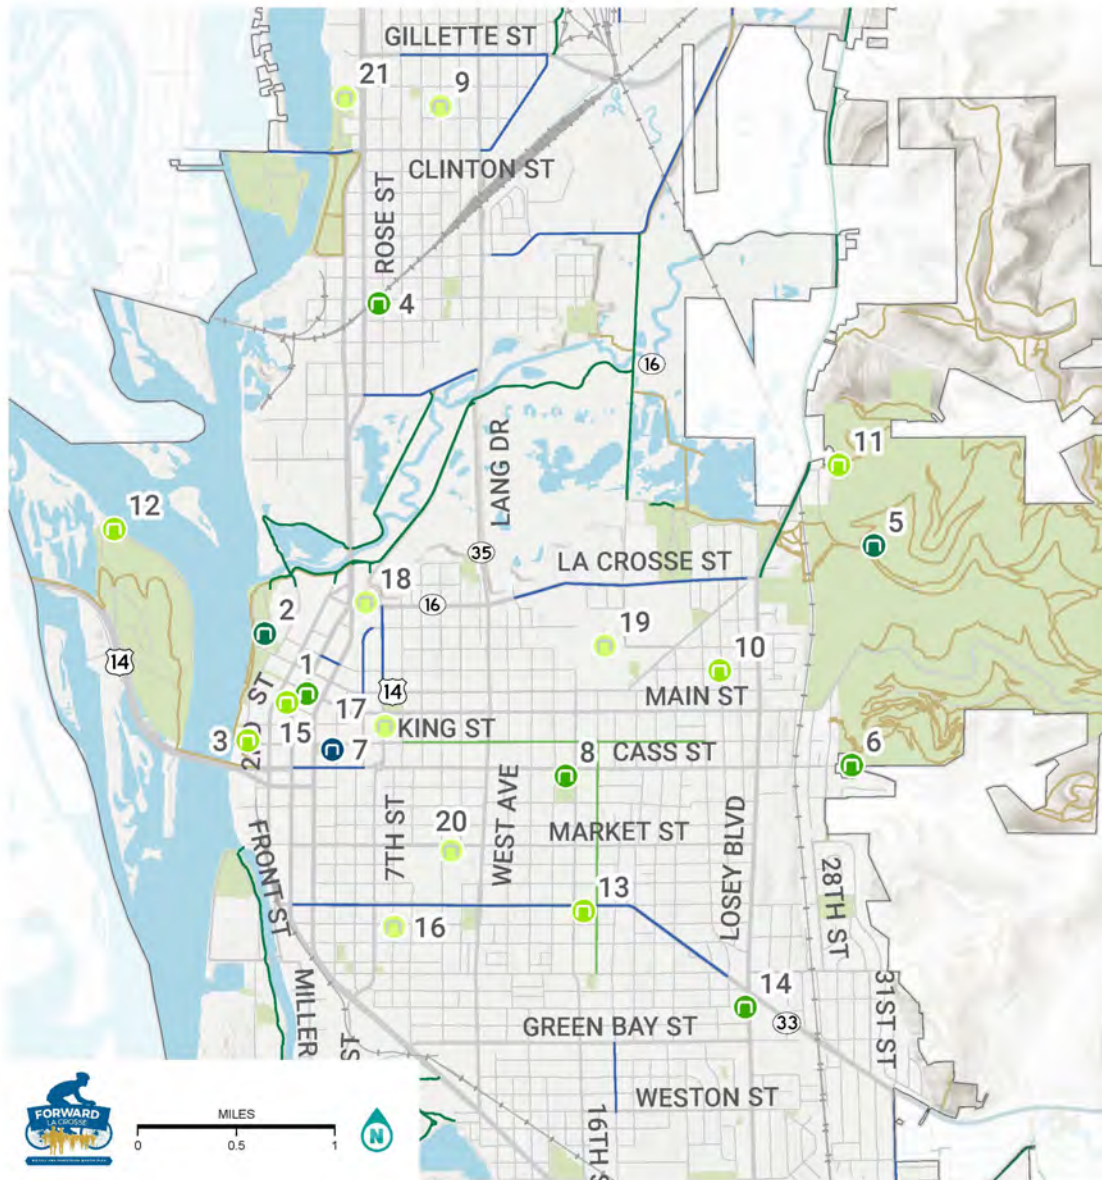 GILLETTE ST
21
9
CLINTON ST
ROSE ST
4
16
LANG DR
11
12
5
35
LA CROSSE ST
18
16
2
19
10
14
1
14
MAIN ST
2ND ST
17
KING ST
3
15
7
CASS ST
6
8
7TH ST
WEST AVE
MARKET ST
20
LOSEY BLVD
FRONT ST
28TH ST
13
16
MILLER
ST
14
33
31ST ST
GREEN BAY ST
WESTON ST
16TH S
FORWARD
LA CROSSE
MILES
0
0.5
1
N